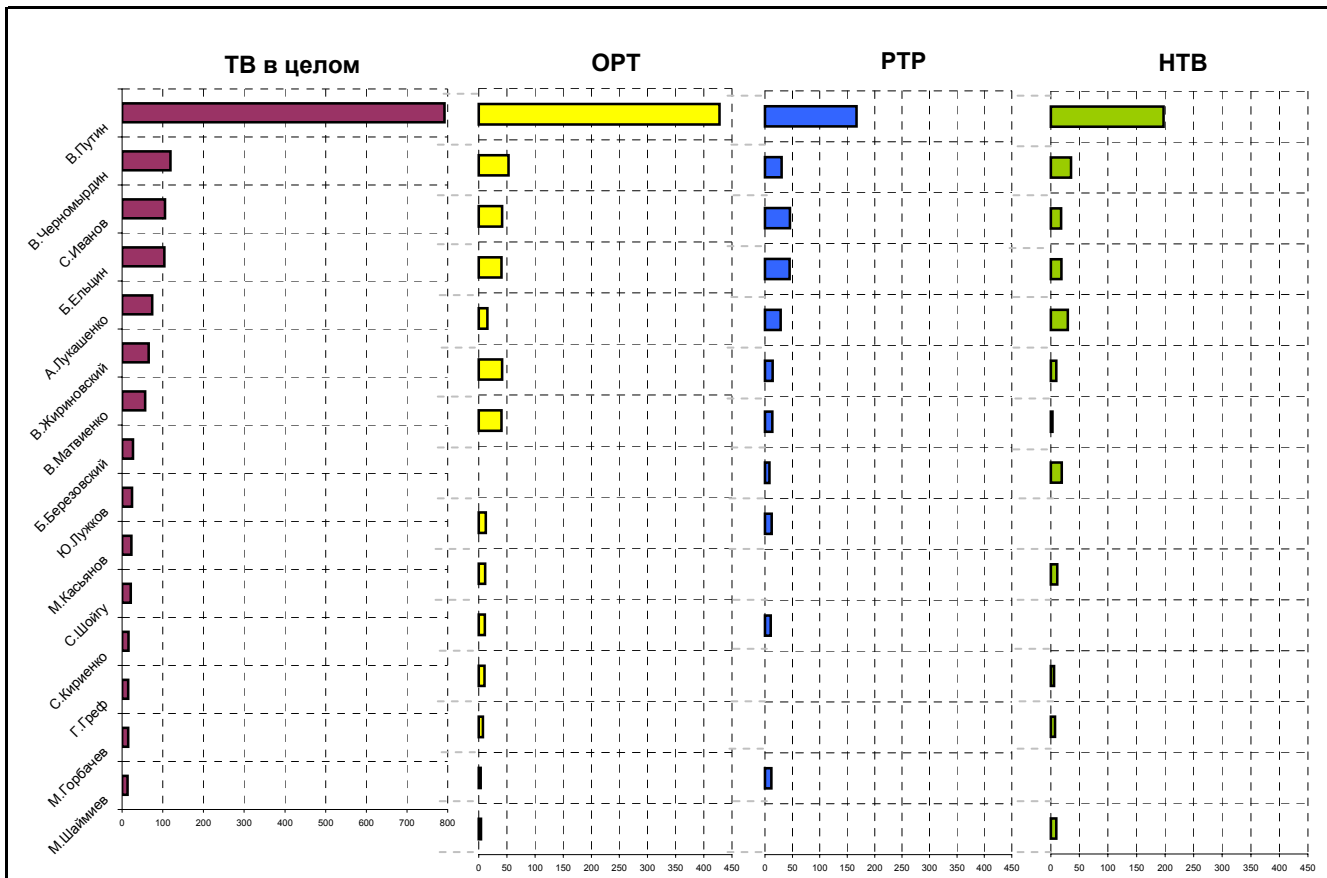 ТВ в целом
ОРТ
РТР
НТВ
В.Путин
В.Черномырдин
С.Иванов
Б.Ельцин
А.Лукашенко
В.Жириновский
В.Матвиенко
Б.Березовский
Ю.Лужков
М.Касьянов
С.Шойгу
С.Кириенко
Г.Греф
М.Горбачев
М.Шаймиев
0 100 200 300 400 500 600 700 800
0 50 100 150 200 250 300 350 400 450
0 50 100 150 200 250 300 350 400 450
0 50 100 150 200 250 300 350 400 450